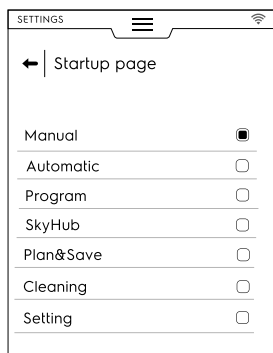 SETTINGS
Startup page
Manual
Automatic
Program
SkyHub
Plan&Save
Cleaning
Setting